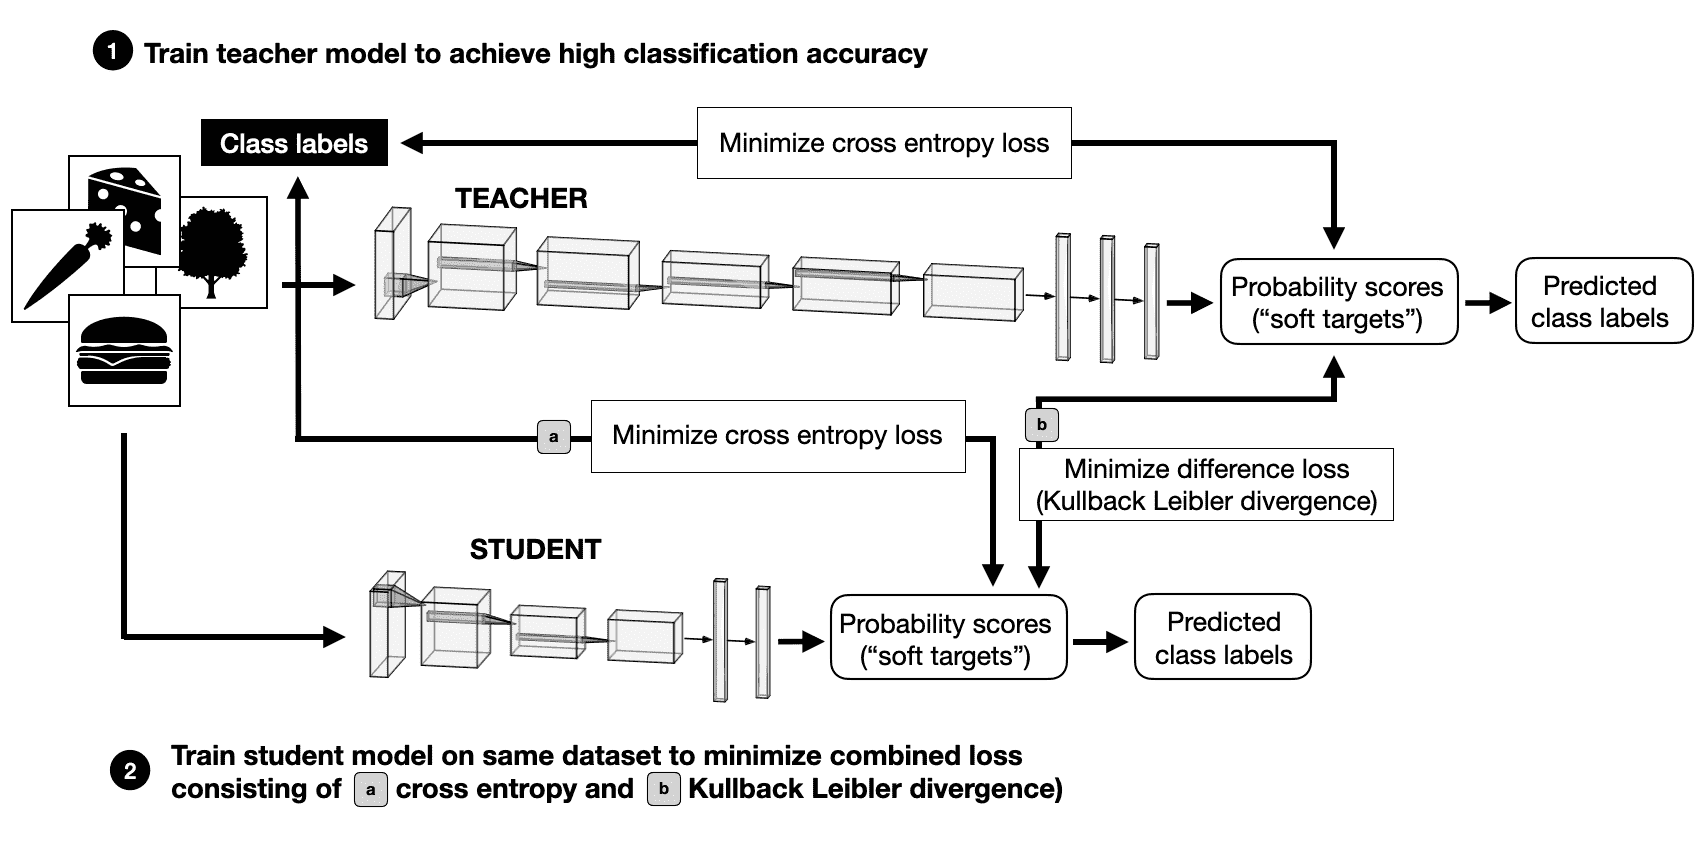 1 Train teacher model to achieve high classification accuracy
Class labels
Minimize cross entropy loss
TEACHER
Probability scores
(“soft targets”)
Predicted
class labels
a
Minimize cross entropy loss
b
Minimize difference loss
(Kullback Leibler divergence)
STUDENT
Probability scores
(“soft targets”)
Predicted
class labels
2 Train student model on same dataset to minimize combined loss
consisting of a cross entropy and b Kullback Leibler divergence)